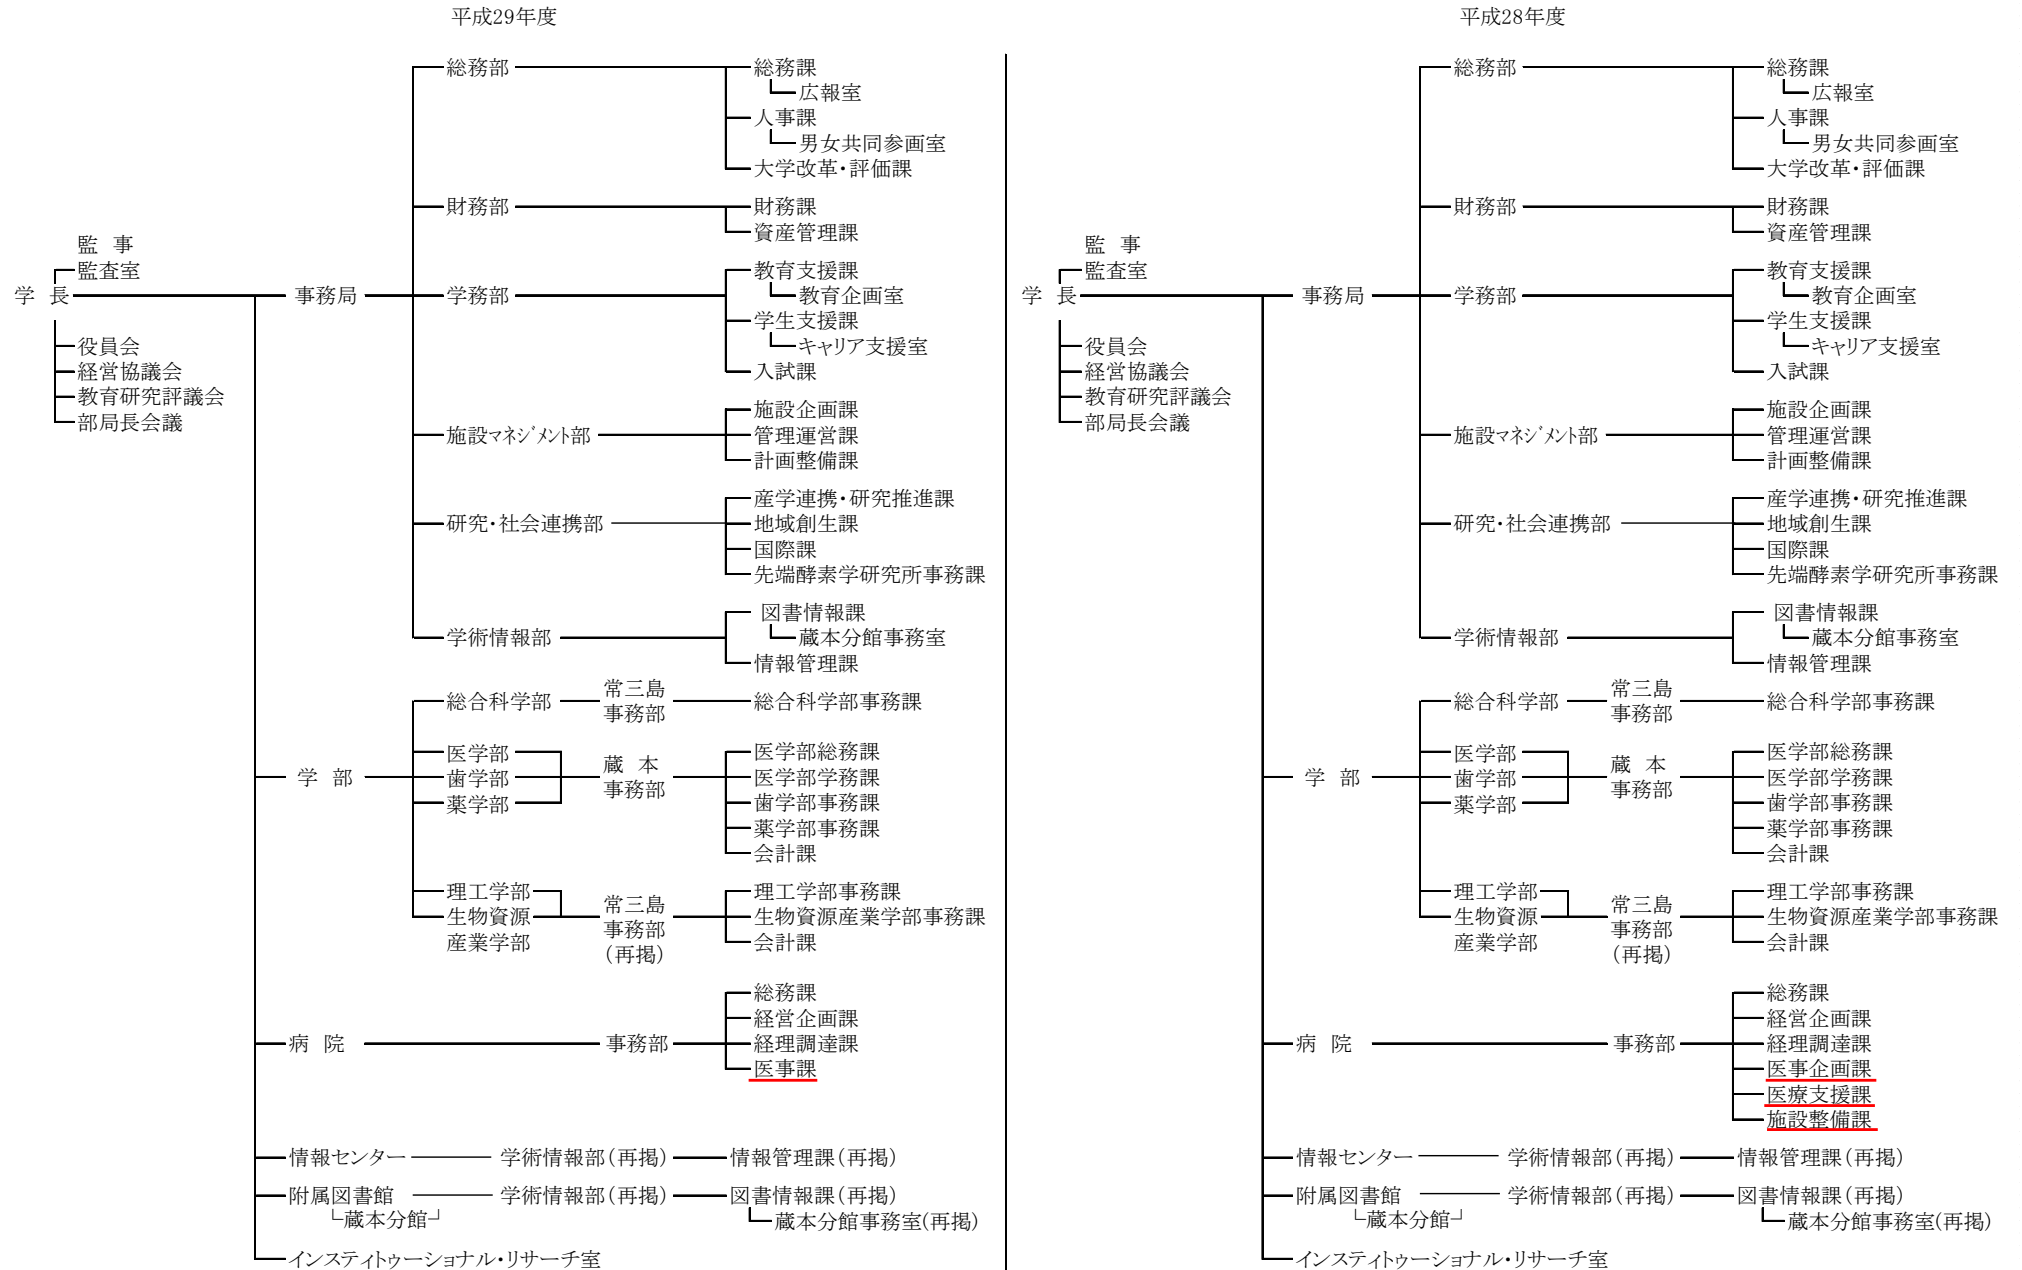 平成29年度
総務部
総務課
広報室
人事課
男女共同参画室
大学改革・評価課
財務部
財務課
資産管理課
監 事
監査室
学 長
事務局
学務部
教育支援課
教育企画室
学生支援課
キャリア支援室
入試課
役員会
経営協議会
教育研究評議会
部局長会議
施設マネジメント部
施設企画課
管理運営課
計画整備課
研究・社会連携部
産学連携・研究推進課
地域創生課
国際課
先端酵素学研究所事務課
学術情報部
図書情報課
蔵本分館事務室
情報管理課
総合科学部
常三島
事務部
総合科学部事務課
学 部
医学部
歯学部
薬学部
蔵 本
事務部
医学部総務課
医学部学務課
歯学部事務課
薬学部事務課
会計課
理工学部
生物資源
産業学部
常三島
事務部
(再掲)
理工学部事務課
生物資源産業学部事務課
会計課
病 院
事務部
総務課
経営企画課
経理調達課
医事課
情報センター
学術情報部(再掲)
情報管理課(再掲)
附属図書館
蔵本分館
学術情報部(再掲)
図書情報課(再掲)
蔵本分館事務室(再掲)
インスティトゥーショナル・リサーチ室
平成28年度
総務部
総務課
広報室
人事課
男女共同参画室
大学改革・評価課
財務部
財務課
資産管理課
監 事
監査室
学 長
事務局
学務部
教育支援課
教育企画室
学生支援課
キャリア支援室
入試課
役員会
経営協議会
教育研究評議会
部局長会議
施設マネジメント部
施設企画課
管理運営課
計画整備課
研究・社会連携部
産学連携・研究推進課
地域創生課
国際課
先端酵素学研究所事務課
学術情報部
図書情報課
蔵本分館事務室
情報管理課
総合科学部
常三島
事務部
総合科学部事務課
学 部
医学部
歯学部
薬学部
蔵 本
事務部
医学部総務課
医学部学務課
歯学部事務課
薬学部事務課
会計課
理工学部
生物資源
産業学部
常三島
事務部
(再掲)
理工学部事務課
生物資源産業学部事務課
会計課
病 院
事務部
総務課
経営企画課
経理調達課
医事企画課
医療支援課
施設整備課
情報センター
学術情報部(再掲)
情報管理課(再掲)
附属図書館
蔵本分館
学術情報部(再掲)
図書情報課(再掲)
蔵本分館事務室(再掲)
インスティトゥーショナル・リサーチ室